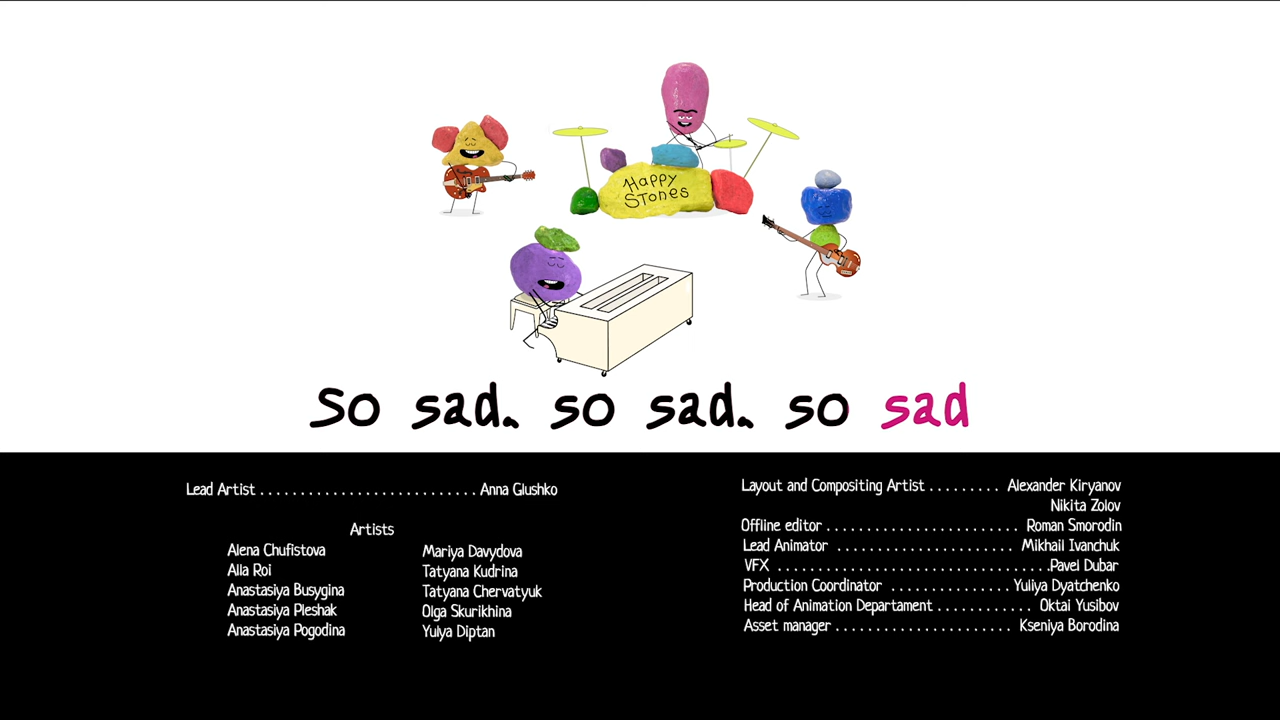 Happy
Stones
So sad, so sad, so sad
Lead Artist . . . . . . . . . . . . . . . . . . . . . . . . . . . Anna Glushko
Artists
Alena Chufistova
Alla Roi
Anastasiya Busygina
Anastasiya Pleshak
Anastasiya Pogodina
Mariya Davydova
Tatyana Kudrina
Tatyana Chervatyuk
Olga Skurikhina
Yulya Diptan
Layout and Compositing Artist . . . . . . . . . Alexander Kiryanov
Nikita Zolov
Offline editor . . . . . . . . . . . . . . . . . . . . . . . . Roman Smorodin
Lead Animator . . . . . . . . . . . . . . . . . . . . . . Mikhail Ivanchuk
VFX . . . . . . . . . . . . . . . . . . . . . . . . . . . . . . . . . . Pavel Dubar
Production Coordinator . . . . . . . . . . . . . . . Yuliya Dyatchenko
Head of Animation Departament . . . . . . . . . . . . Oktai Yusibov
Asset manager . . . . . . . . . . . . . . . . . . . . . . Kseniya Borodina